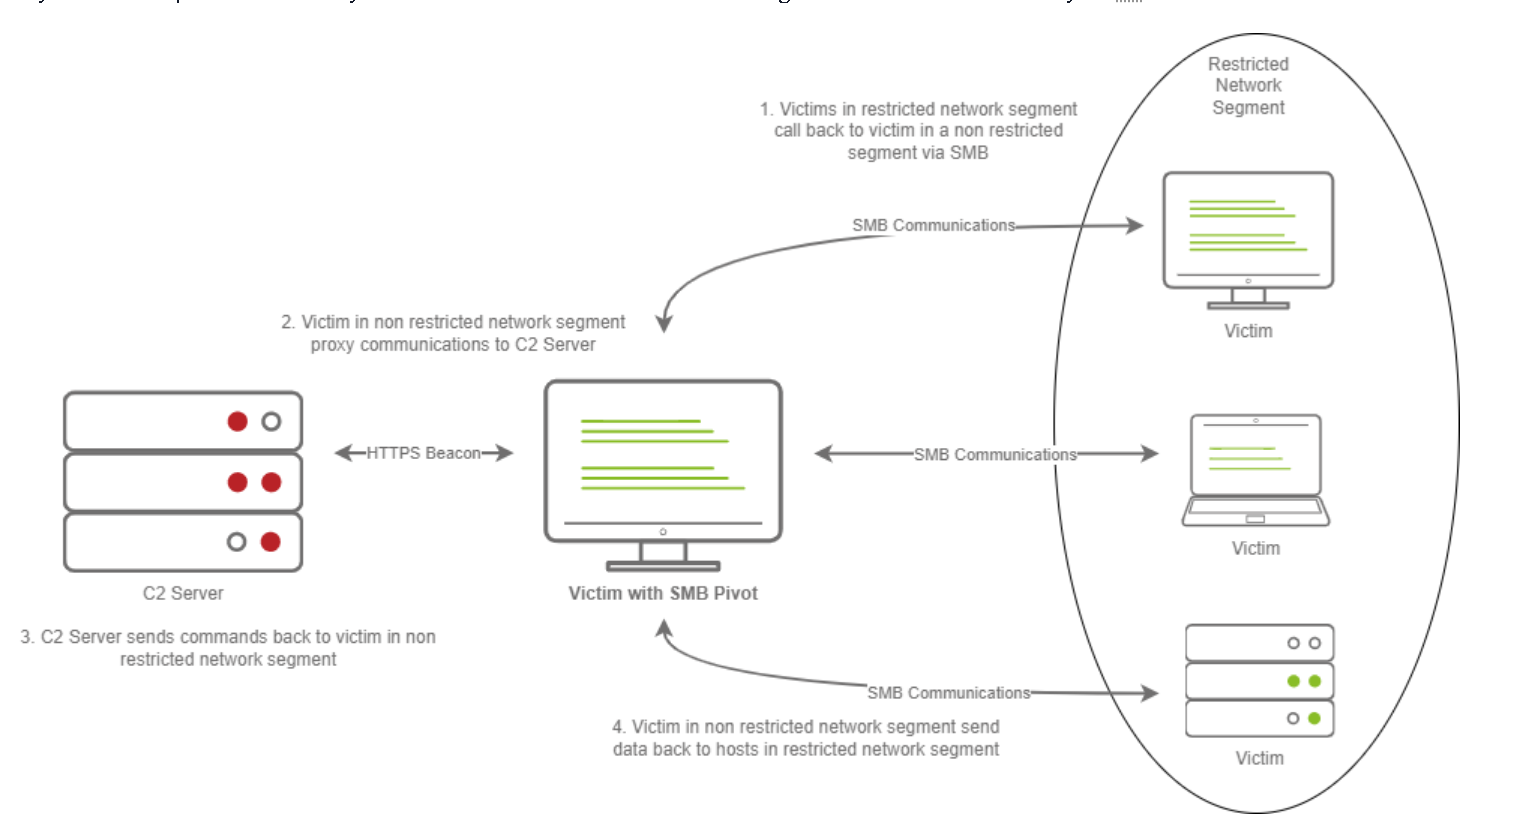 Restricted
Network
Segment
1. Victims in restricted network segment
call back to victim in a non restricted
segment via SMB
SMB Communications
Victim
2. Victim in non restricted network segment
proxy communications to C2 Server
HTTPS Beacon
SMB Communications
C2 Server
Victim with SMB Pivot
Victim
3. C2 Server sends commands back to victim in non
restricted network segment
SMB Communications
4. Victim in non restricted network segment send
data back to hosts in restricted network segment
Victim